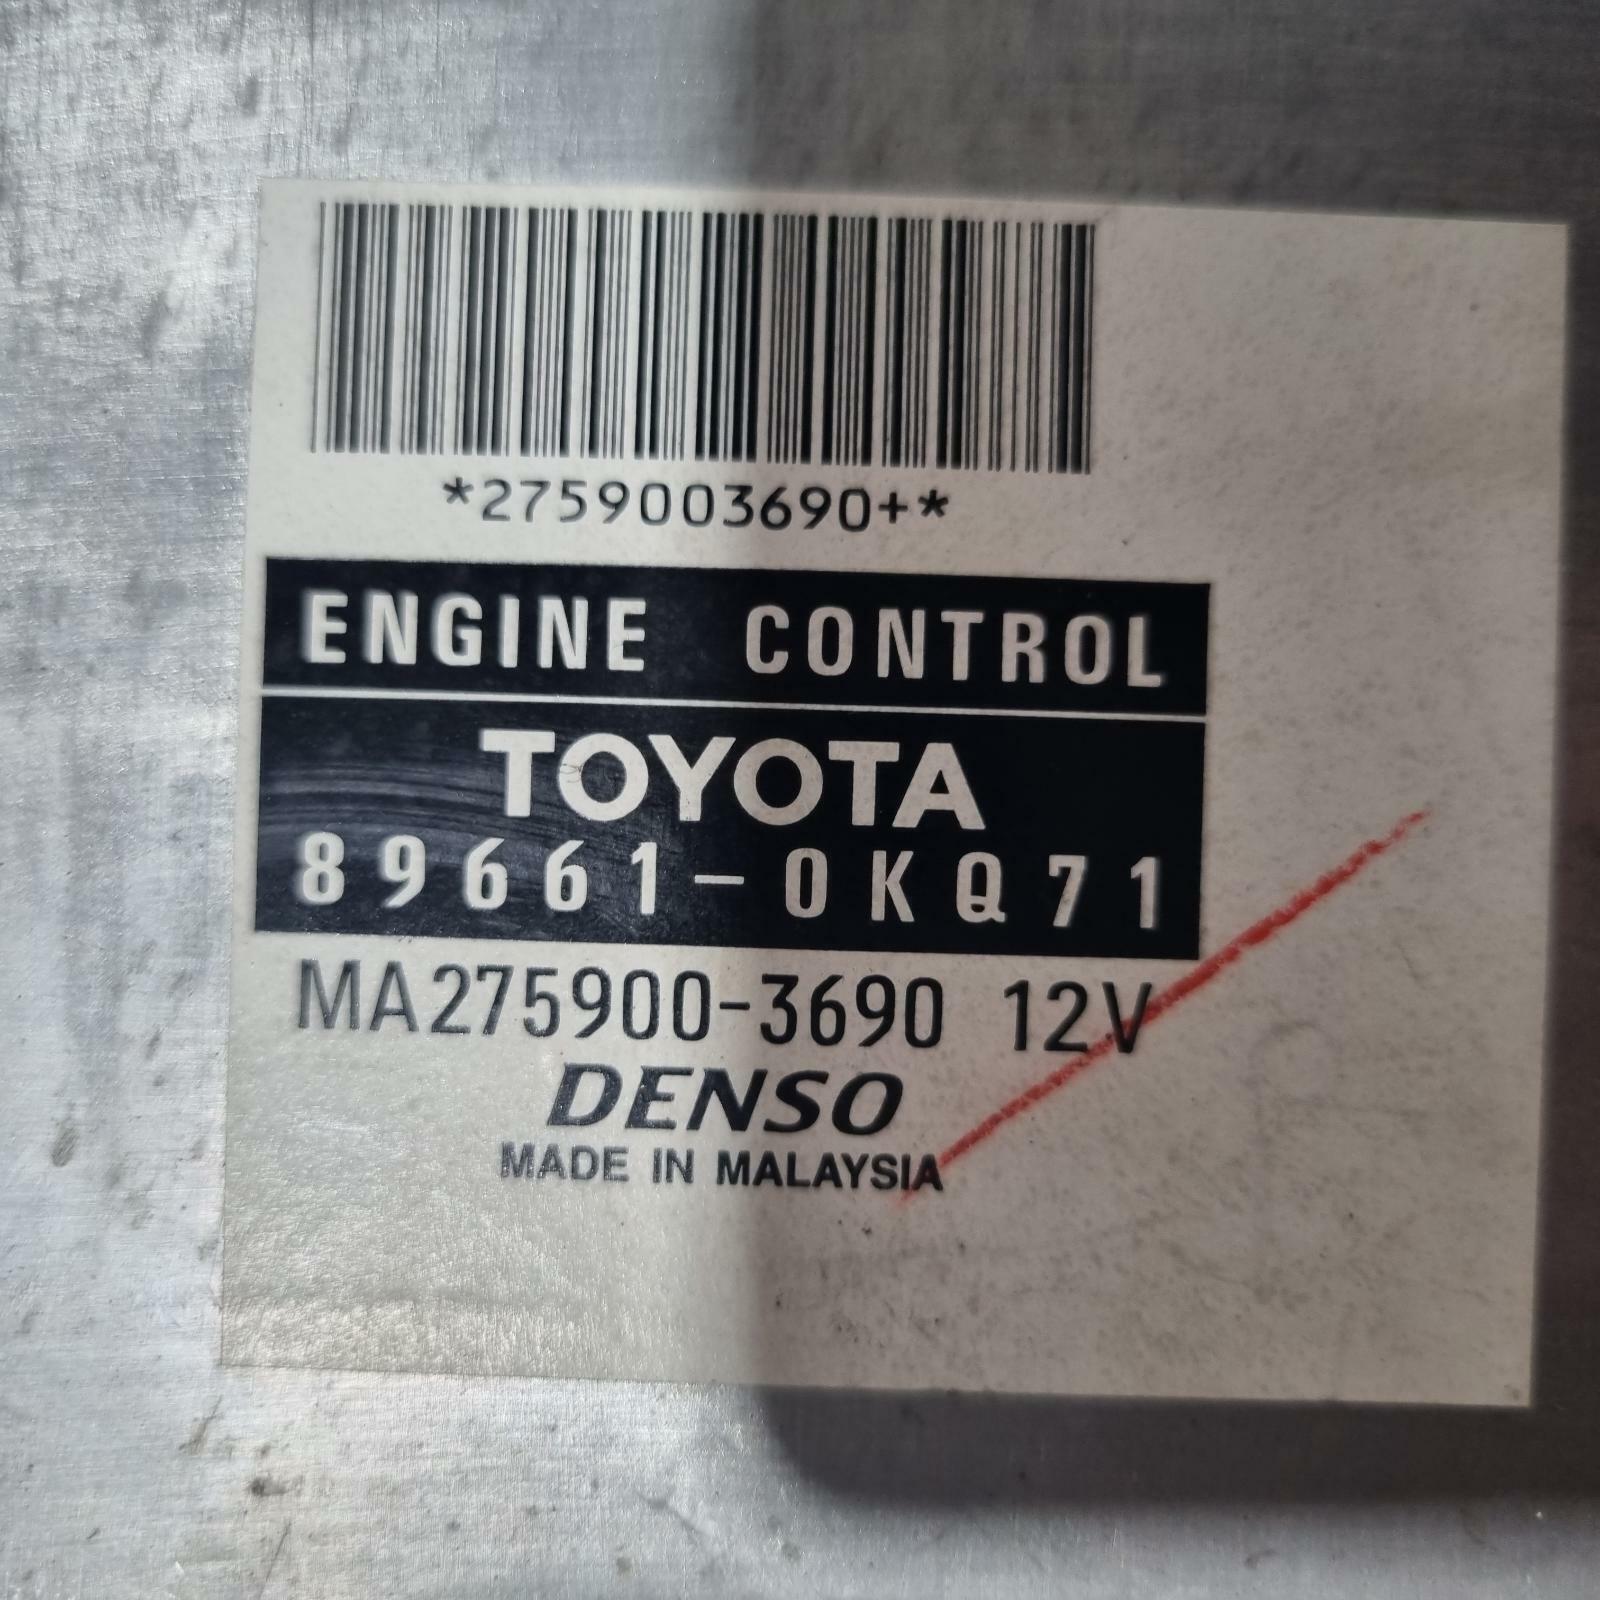 *2759003690+*
ENGINE CONTROL
TOYOTA
89661-0KQ71
MA275900-3690 12V
DENSO
MADE IN MALAYSIA